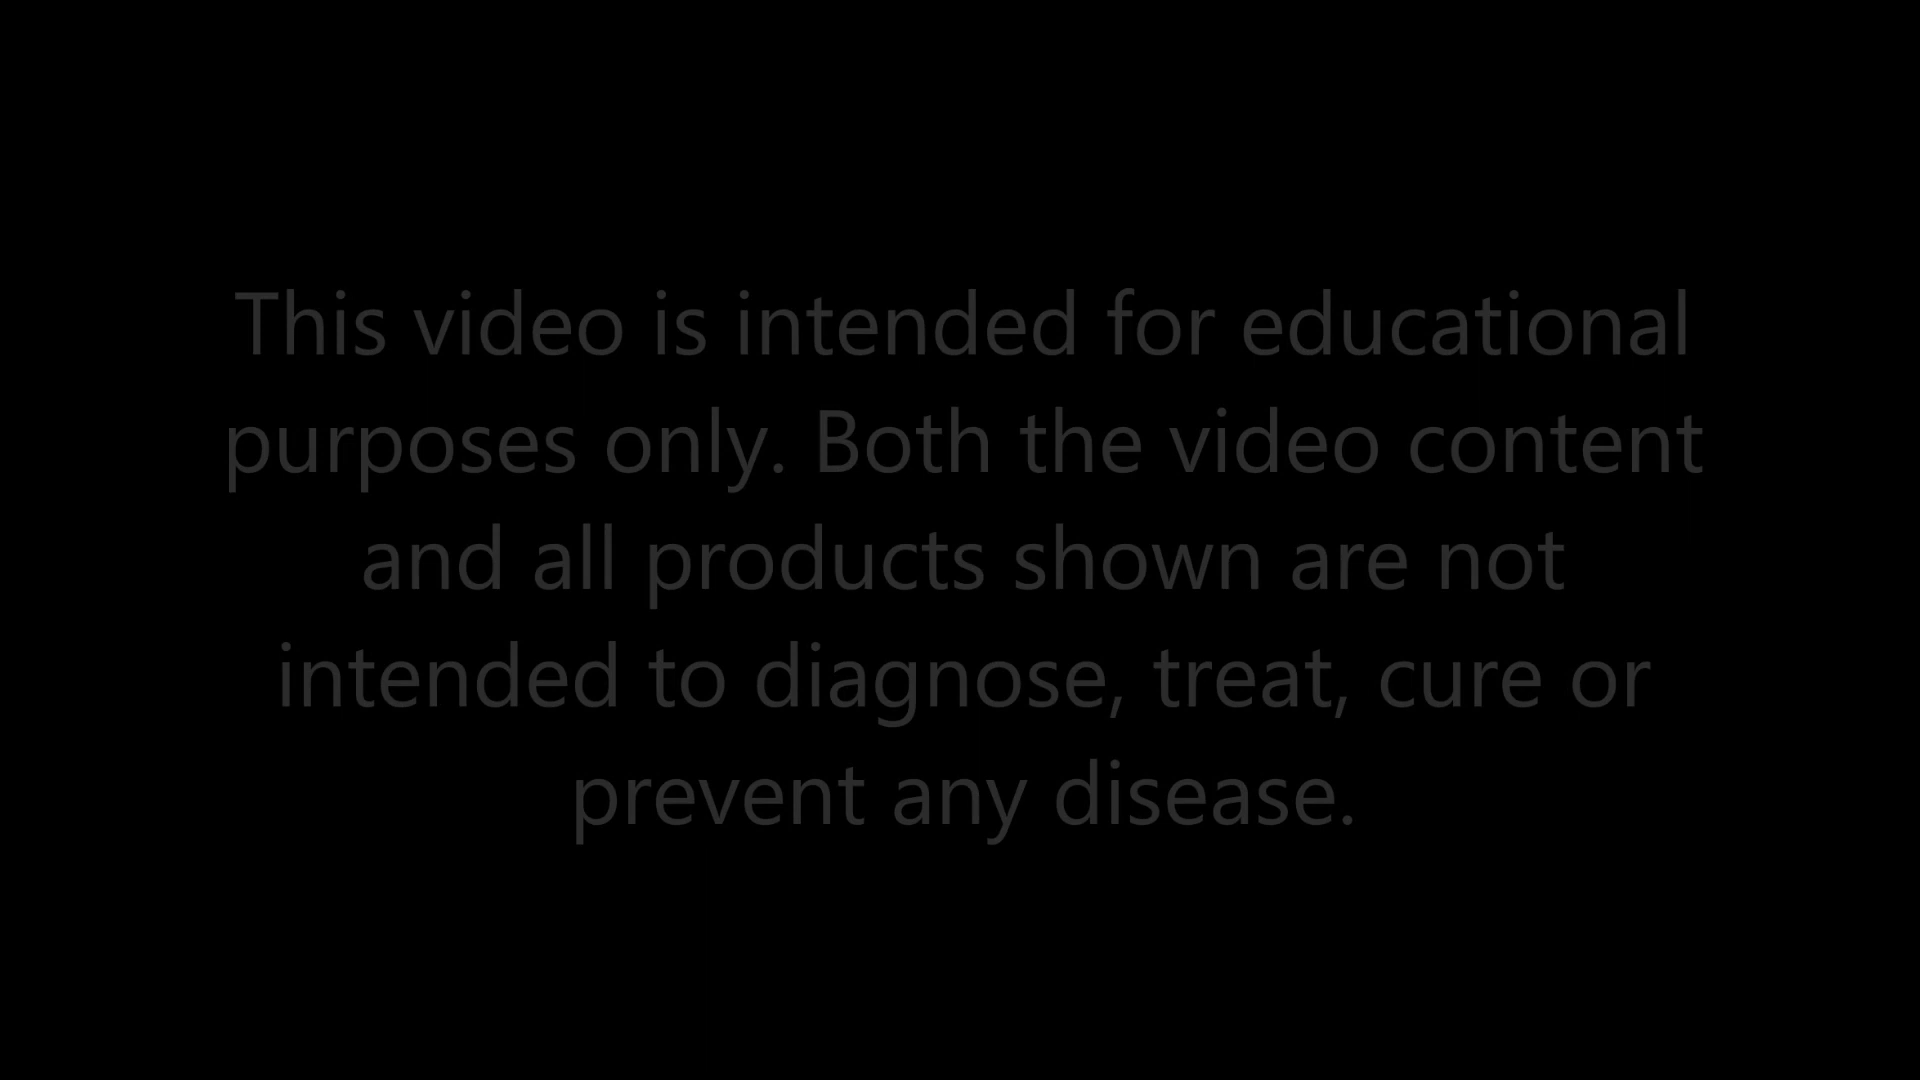 This video is intended for educational
purposes only. Both the video content
and all products shown are not
intended to diagnose, treat, cure or
prevent any disease.